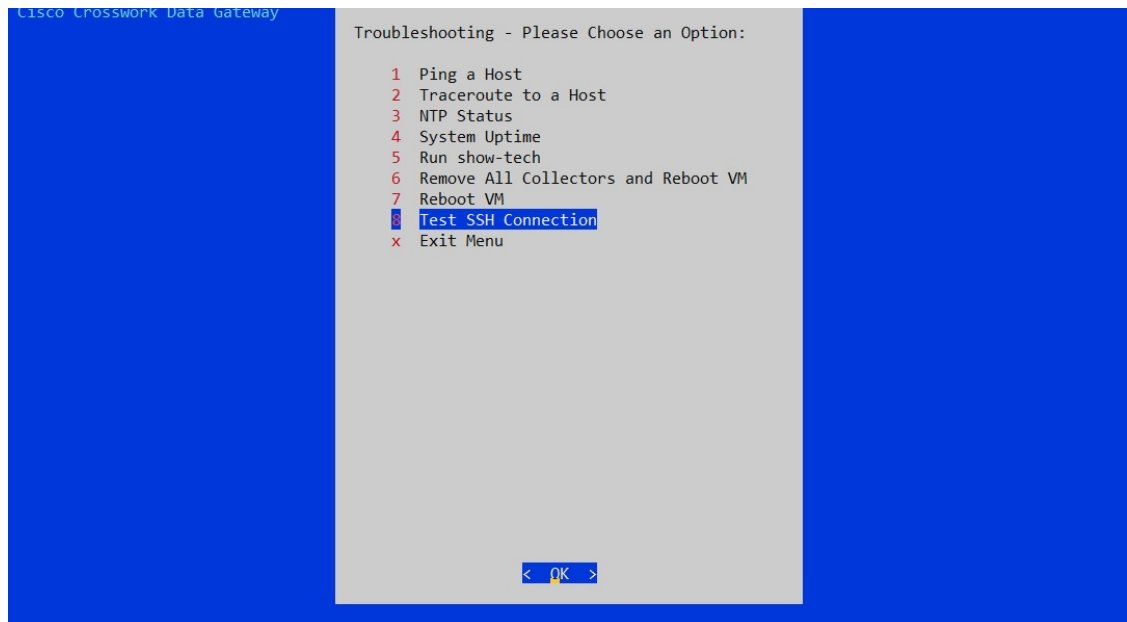 Cisco Crosswork Data Gateway
Troubleshooting - Please Choose an Option:
1 Ping a Host
2 Traceroute to a Host
3 NTP Status
4 System Uptime
5 Run show-tech
6 Remove All Collectors and Reboot VM
7 Reboot VM
8 Test SSH Connection
x Exit Menu
< OK >